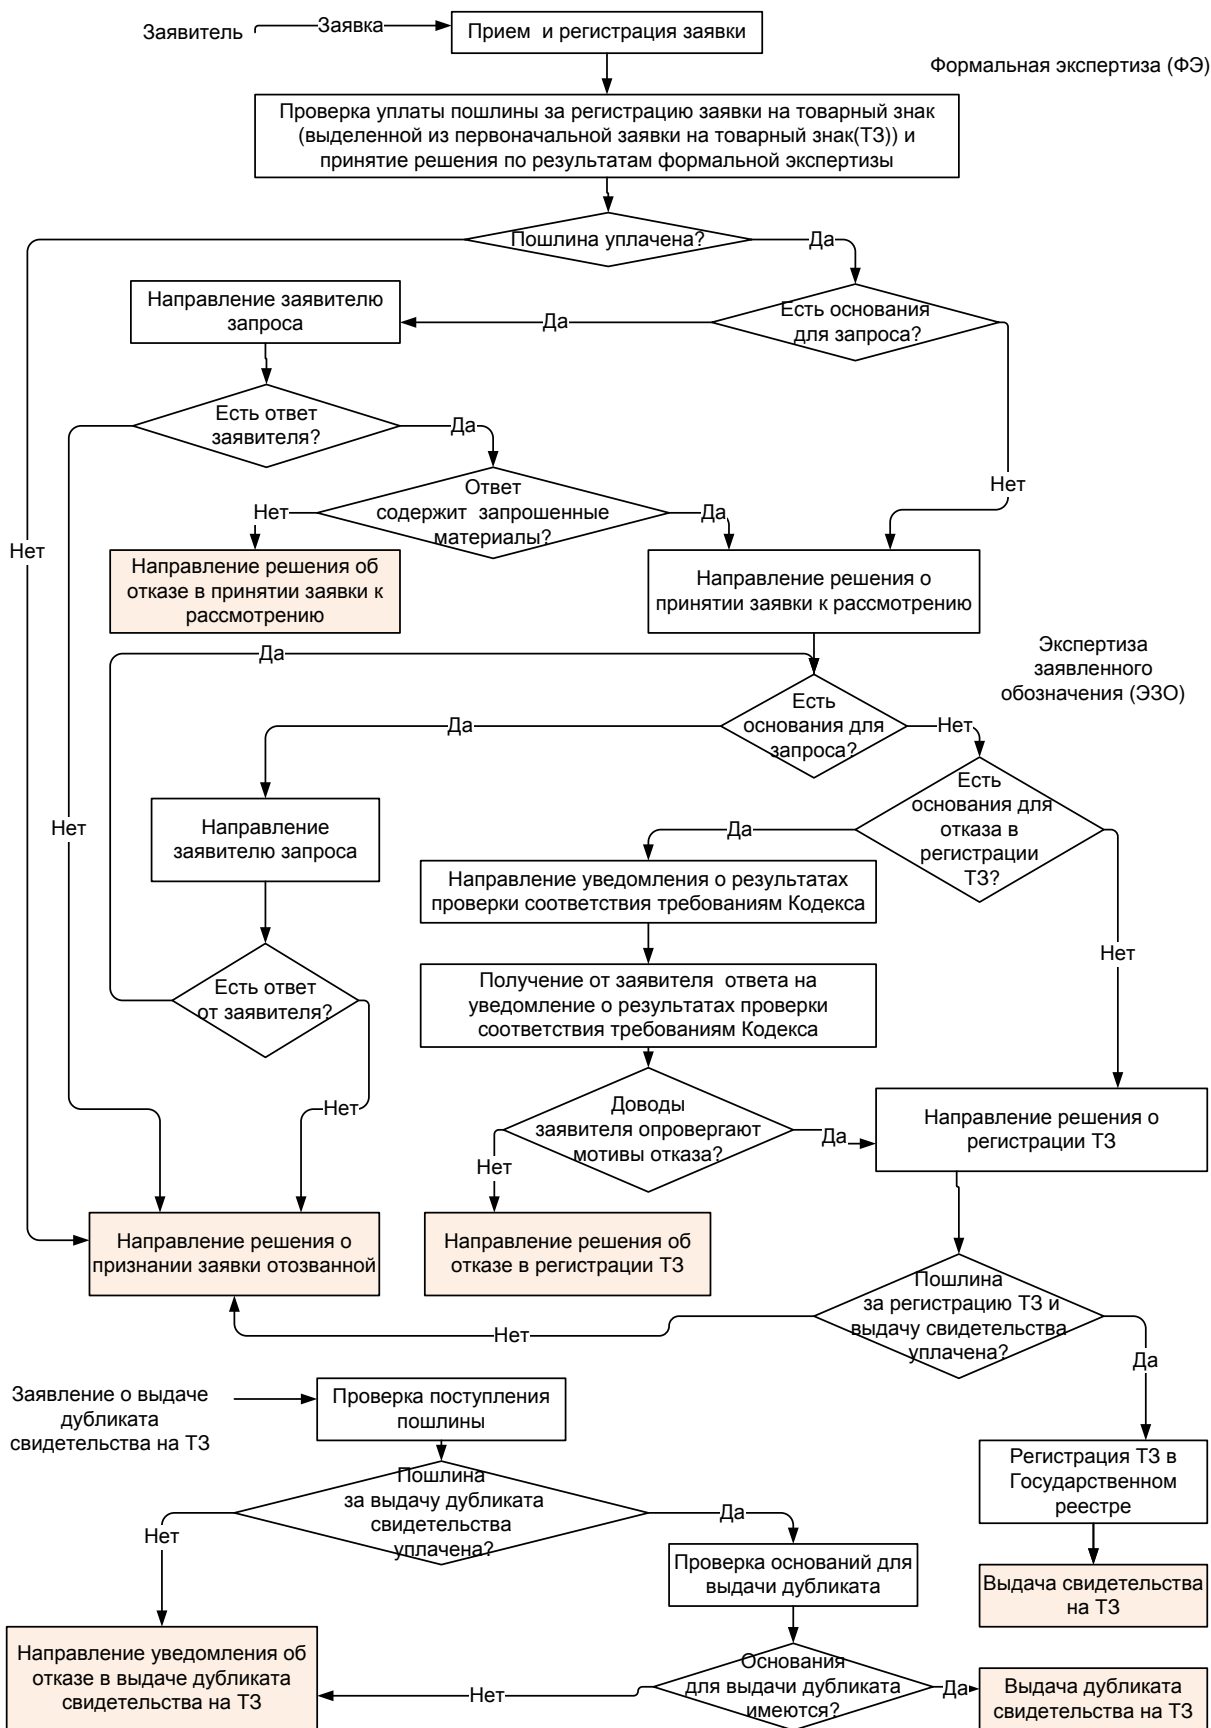 Заявитель
Заявка
Прием и регистрация заявки
Формальная экспертиза (ФЭ)
Проверка уплаты пошлины за регистрацию заявки на товарный знак
(выделенной из первоначальной заявки на товарный знак(ТЗ)) и
принятие решения по результатам формальной экспертизы
Пошлина уплачена?
Да
Направление заявителю
запроса
Да
Есть основания
для запроса?
Есть ответ
заявителя?
Да
Нет
Ответ
содержит запрошенные
материалы?
Нет
Да
Нет
Направление решения об
отказе в принятии заявки к
рассмотрению
Направление решения о
принятии заявки к рассмотрению
Да
Экспертиза
заявленного
обозначения (ЭЗО)
Есть
основания для
запроса?
Да
Нет
Есть
основания для
отказа в
регистрации
ТЗ?
Нет
Направление
заявителю запроса
Да
Направление уведомления о результатах
проверки соответствия требованиям Кодекса
Нет
Есть ответ
от заявителя?
Получение от заявителя ответа на
уведомление о результатах проверки
соответствия требованиям Кодекса
Нет
Доводы
заявителя опровергают
мотивы отказа?
Да
Нет
Направление решения о
регистрации ТЗ
Направление решения о
признании заявки отозванной
Направление решения об
отказе в регистрации ТЗ
Пошлина
за регистрацию ТЗ и
выдачу свидетельства
уплачена?
Нет
Да
Заявление о выдаче
дубликата
свидетельства на ТЗ
Проверка поступления
пошлины
Регистрация ТЗ в
Государственном
реестре
Пошлина
за выдачу дубликата
свидетельства
уплачена?
Нет
Да
Проверка оснований для
выдачи дубликата
Выдача свидетельства
на ТЗ
Направление уведомления об
отказе в выдаче дубликата
свидетельства на ТЗ
Нет
Основания
для выдачи дубликата
имеются?
Да
Выдача дубликата
свидетельства на ТЗ